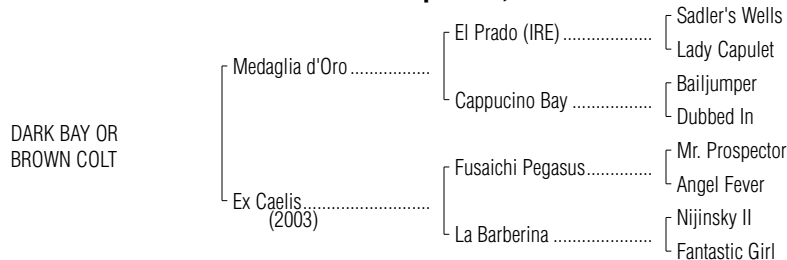 Sadler's Wells
El Prado (IRE) ..................
Lady Capulet
Medaglia d'Oro .................
Bailjumper
Cappucino Bay ................
Dubbed In
DARK BAY OR
BROWN COLT
Mr. Prospector
Fusaichi Pegasus..............
Angel Fever
Ex Caelis...........................
(2003)
Nijinsky II
La Barberina ....................
Fantastic Girl